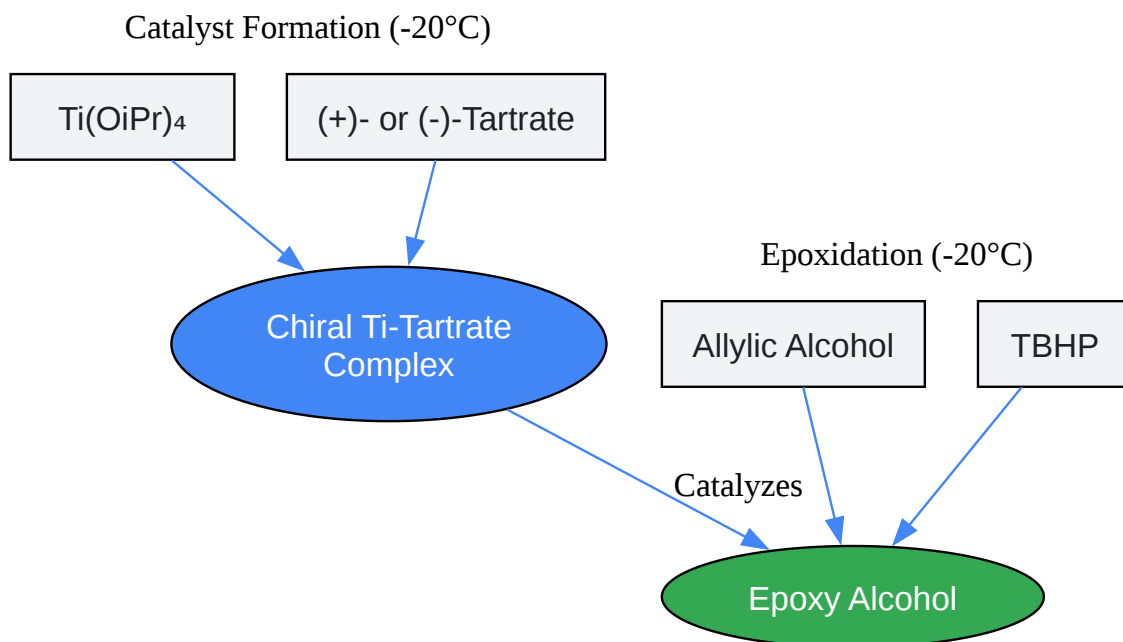 Catalyst Formation (-20°C)
Ti(OiPr)₄
(+)- or (-)-Tartrate
Chiral Ti-Tartrate
Complex
Epoxidation (-20°C)
Allylic Alcohol
TBHP
Catalyzes
Epoxy Alcohol